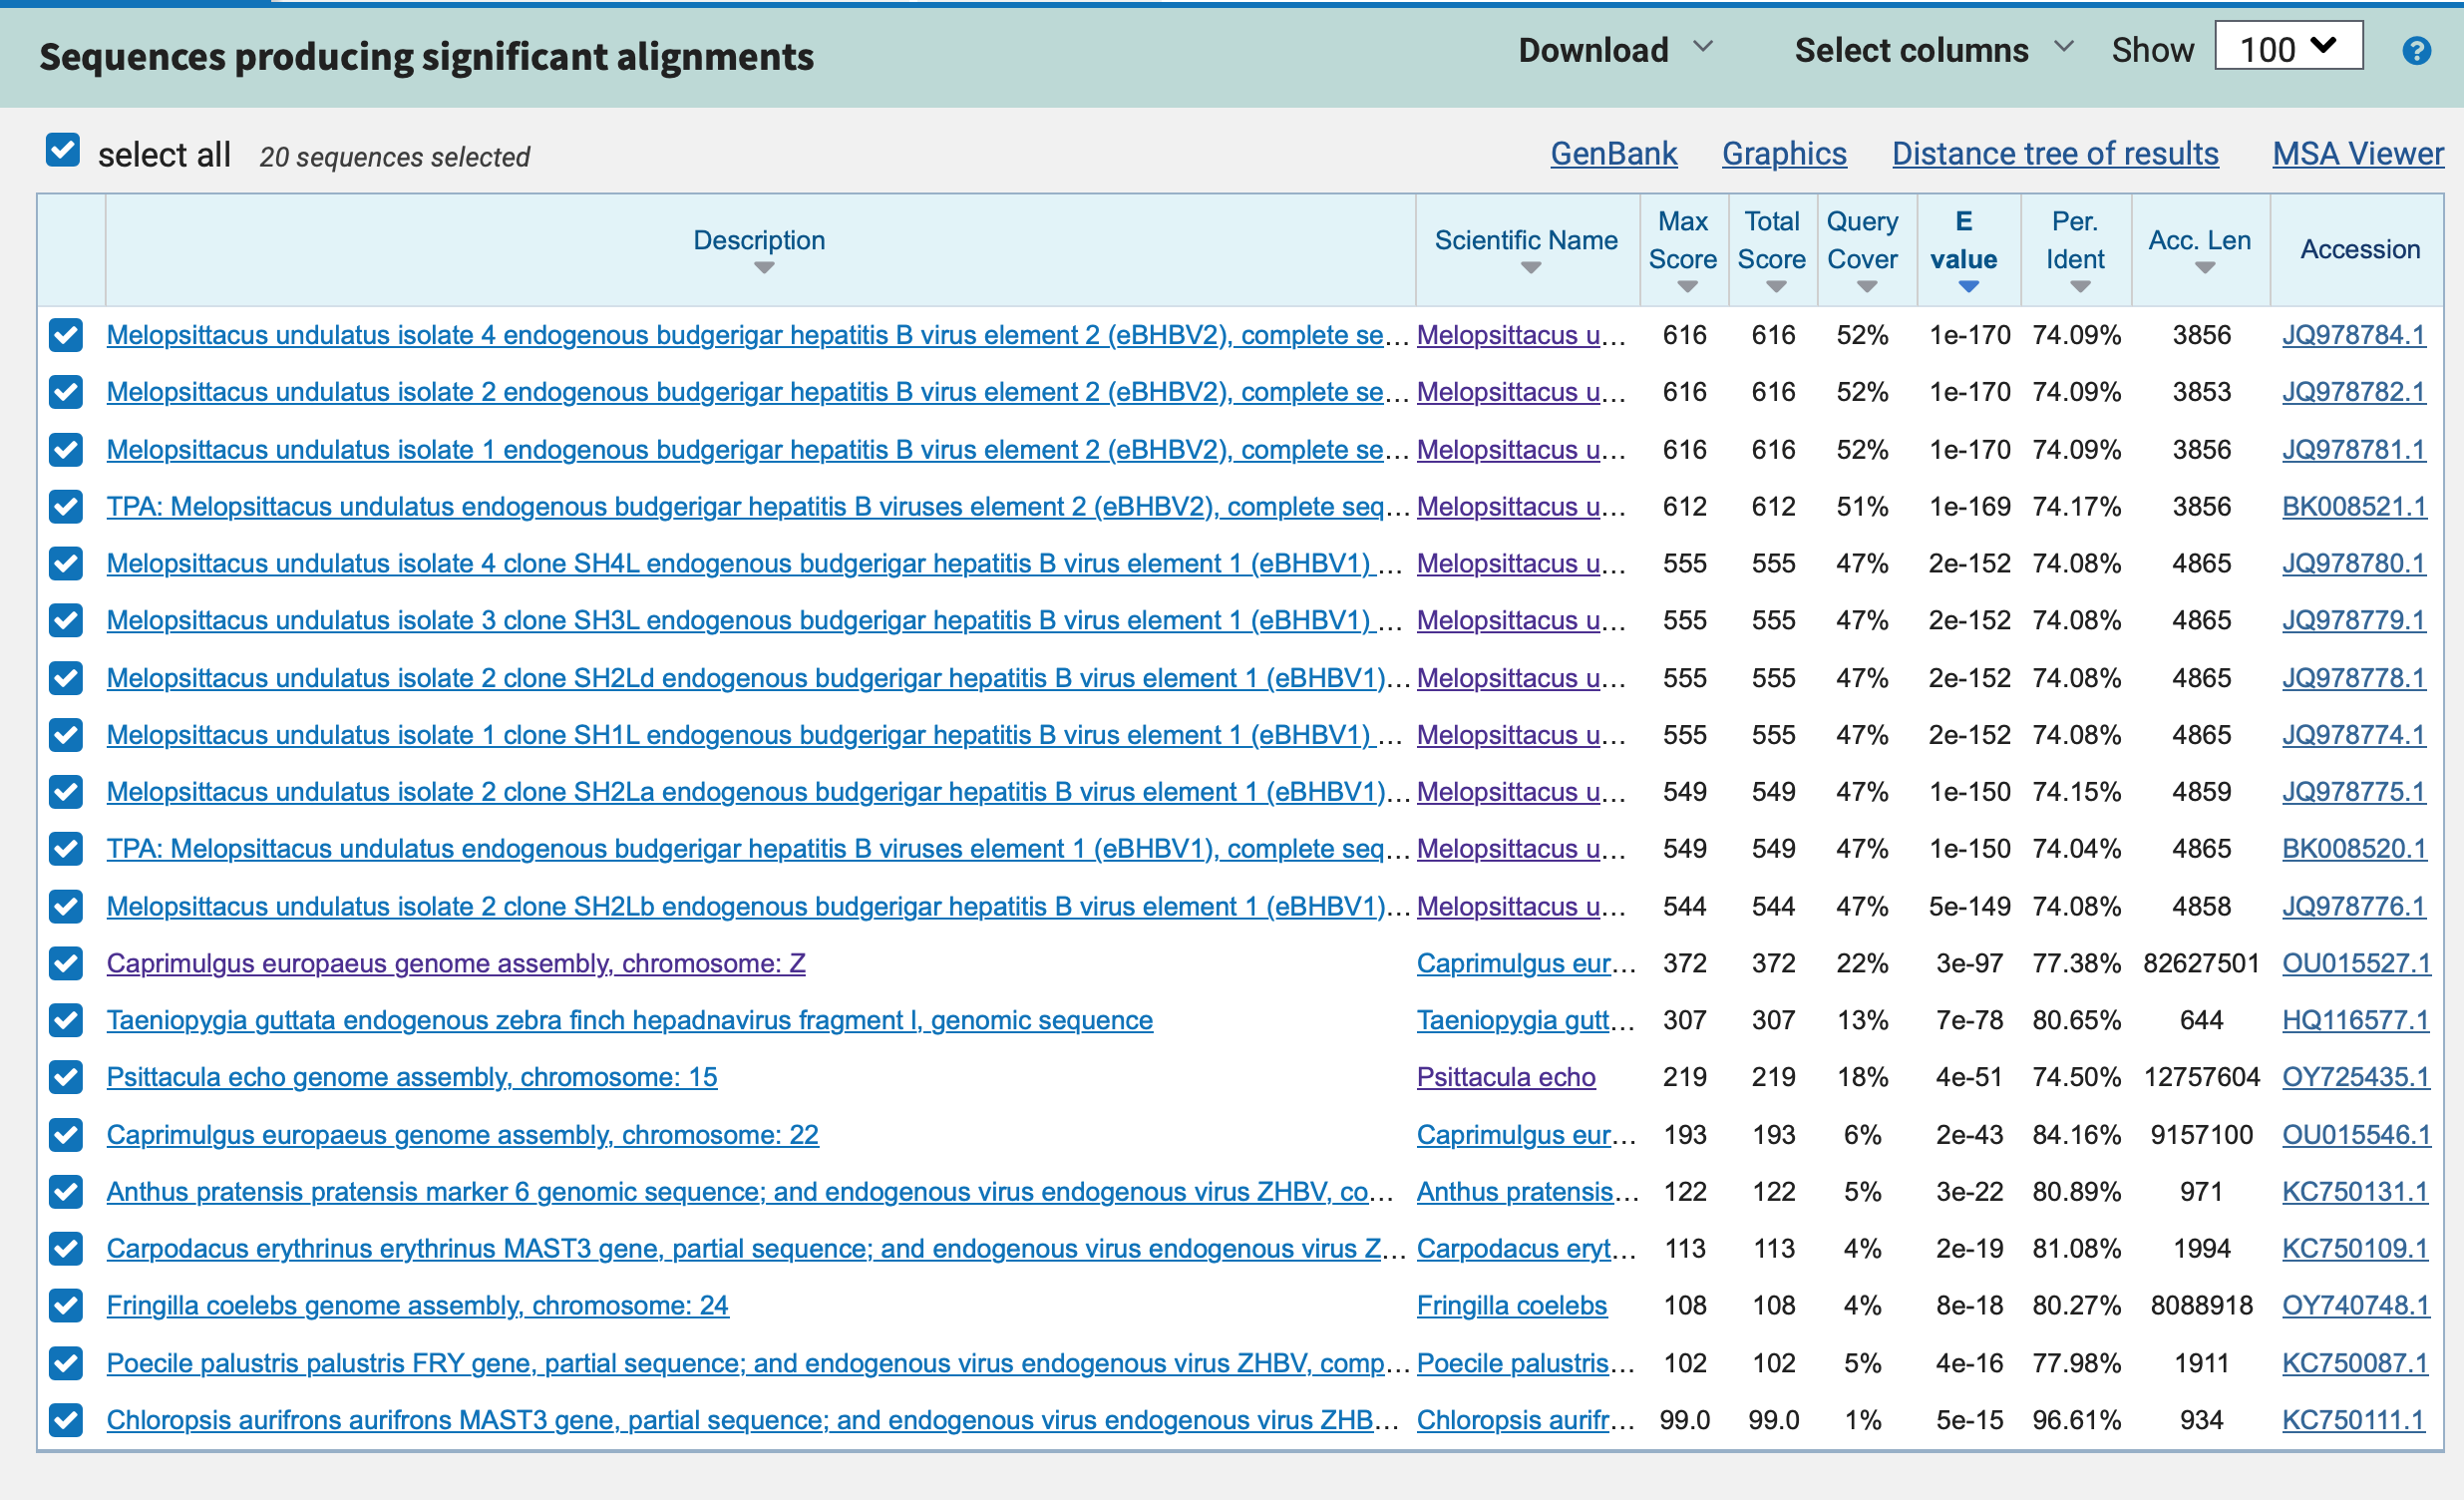 Sequences producing significant alignments Download Select columns Show 100 ?
select all 20 sequences selected GenBank Graphics Distance tree of results MSA Viewer
Description Scientific Name Max Score Total Score Query Cover E value Per. Ident Acc. Len Accession
Melopsittacus undulatus isolate 4 endogenous budgerigar hepatitis B virus element 2 (eBHBV2), complete se... Melopsittacus u... 616 616 52% 1e-170 74.09% 3856 JQ978784.1
Melopsittacus undulatus isolate 2 endogenous budgerigar hepatitis B virus element 2 (eBHBV2), complete se... Melopsittacus u... 616 616 52% 1e-170 74.09% 3853 JQ978782.1
Melopsittacus undulatus isolate 1 endogenous budgerigar hepatitis B virus element 2 (eBHBV2), complete se... Melopsittacus u... 616 616 52% 1e-170 74.09% 3856 JQ978781.1
TPA: Melopsittacus undulatus endogenous budgerigar hepatitis B viruses element 2 (eBHBV2), complete seq... Melopsittacus u... 612 612 51% 1e-169 74.17% 3856 BK008521.1
Melopsittacus undulatus isolate 4 clone SH4L endogenous budgerigar hepatitis B virus element 1 (eBHBV1) ... Melopsittacus u... 555 555 47% 2e-152 74.08% 4865 JQ978780.1
Melopsittacus undulatus isolate 3 clone SH3L endogenous budgerigar hepatitis B virus element 1 (eBHBV1) ... Melopsittacus u... 555 555 47% 2e-152 74.08% 4865 JQ978779.1
Melopsittacus undulatus isolate 2 clone SH2Ld endogenous budgerigar hepatitis B virus element 1 (eBHBV1)... Melopsittacus u... 555 555 47% 2e-152 74.08% 4865 JQ978778.1
Melopsittacus undulatus isolate 1 clone SH1L endogenous budgerigar hepatitis B virus element 1 (eBHBV1) ... Melopsittacus u... 555 555 47% 2e-152 74.08% 4865 JQ978774.1
Melopsittacus undulatus isolate 2 clone SH2La endogenous budgerigar hepatitis B virus element 1 (eBHBV1)... Melopsittacus u... 549 549 47% 1e-150 74.15% 4859 JQ978775.1
TPA: Melopsittacus undulatus endogenous budgerigar hepatitis B viruses element 1 (eBHBV1), complete seq... Melopsittacus u... 549 549 47% 1e-150 74.04% 4865 BK008520.1
Melopsittacus undulatus isolate 2 clone SH2Lb endogenous budgerigar hepatitis B virus element 1 (eBHBV1)... Melopsittacus u... 544 544 47% 5e-149 74.08% 4858 JQ978776.1
Caprimulgus europaeus genome assembly, chromosome: Z Caprimulgus eur... 372 372 22% 3e-97 77.38% 82627501 OU015527.1
Taeniopygia guttata endogenous zebra finch hepadnavirus fragment I, genomic sequence Taeniopygia gutt... 307 307 13% 7e-78 80.65% 644 HQ116577.1
Psittacula echo genome assembly, chromosome: 15 Psittacula echo 219 219 18% 4e-51 74.50% 12757604 OY725435.1
Caprimulgus europaeus genome assembly, chromosome: 22 Caprimulgus eur... 193 193 6% 2e-43 84.16% 9157100 OU015546.1
Anthus pratensis pratensis marker 6 genomic sequence; and endogenous virus endogenous virus ZHBV, co... Anthus pratensis... 122 122 5% 3e-22 80.89% 971 KC750131.1
Carpodacus erythrinus erythrinus MAST3 gene, partial sequence; and endogenous virus endogenous virus Z... Carpodacus eryt... 113 113 4% 2e-19 81.08% 1994 KC750109.1
Fringilla coelebs genome assembly, chromosome: 24 Fringilla coelebs 108 108 4% 8e-18 80.27% 8088918 OY740748.1
Poecile palustris palustris FRY gene, partial sequence; and endogenous virus endogenous virus ZHBV, comp... Poecile palustris... 102 102 5% 4e-16 77.98% 1911 KC750087.1
Chloropsis aurifrons aurifrons MAST3 gene, partial sequence; and endogenous virus endogenous virus ZHB... Chloropsis aurifr... 99.0 99.0 1% 5e-15 96.61% 934 KC750111.1